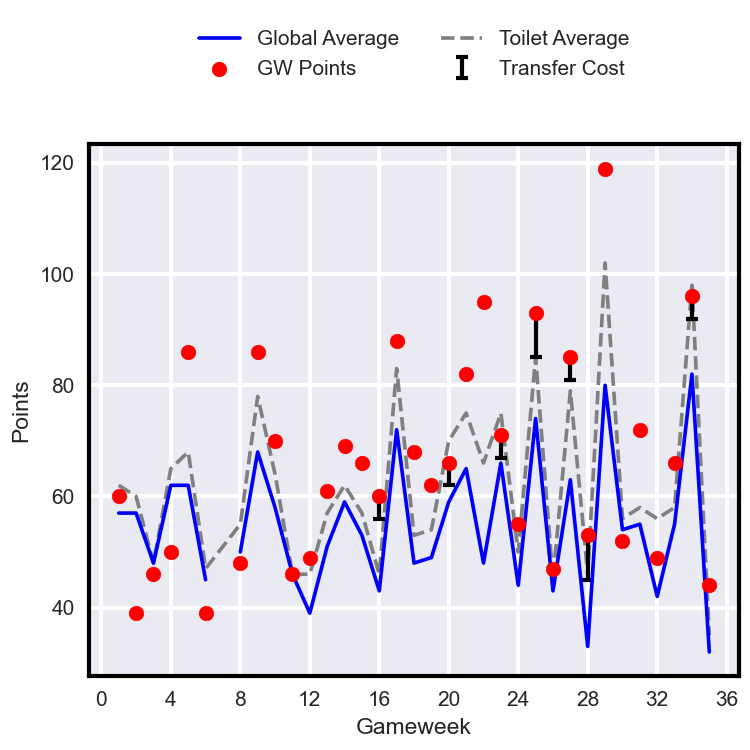 Global Average
Toilet Average
GW Points
Transfer Cost
120
100
80
60
40
Points
0 4 8 12 16 20 24 28 32 36
Gameweek